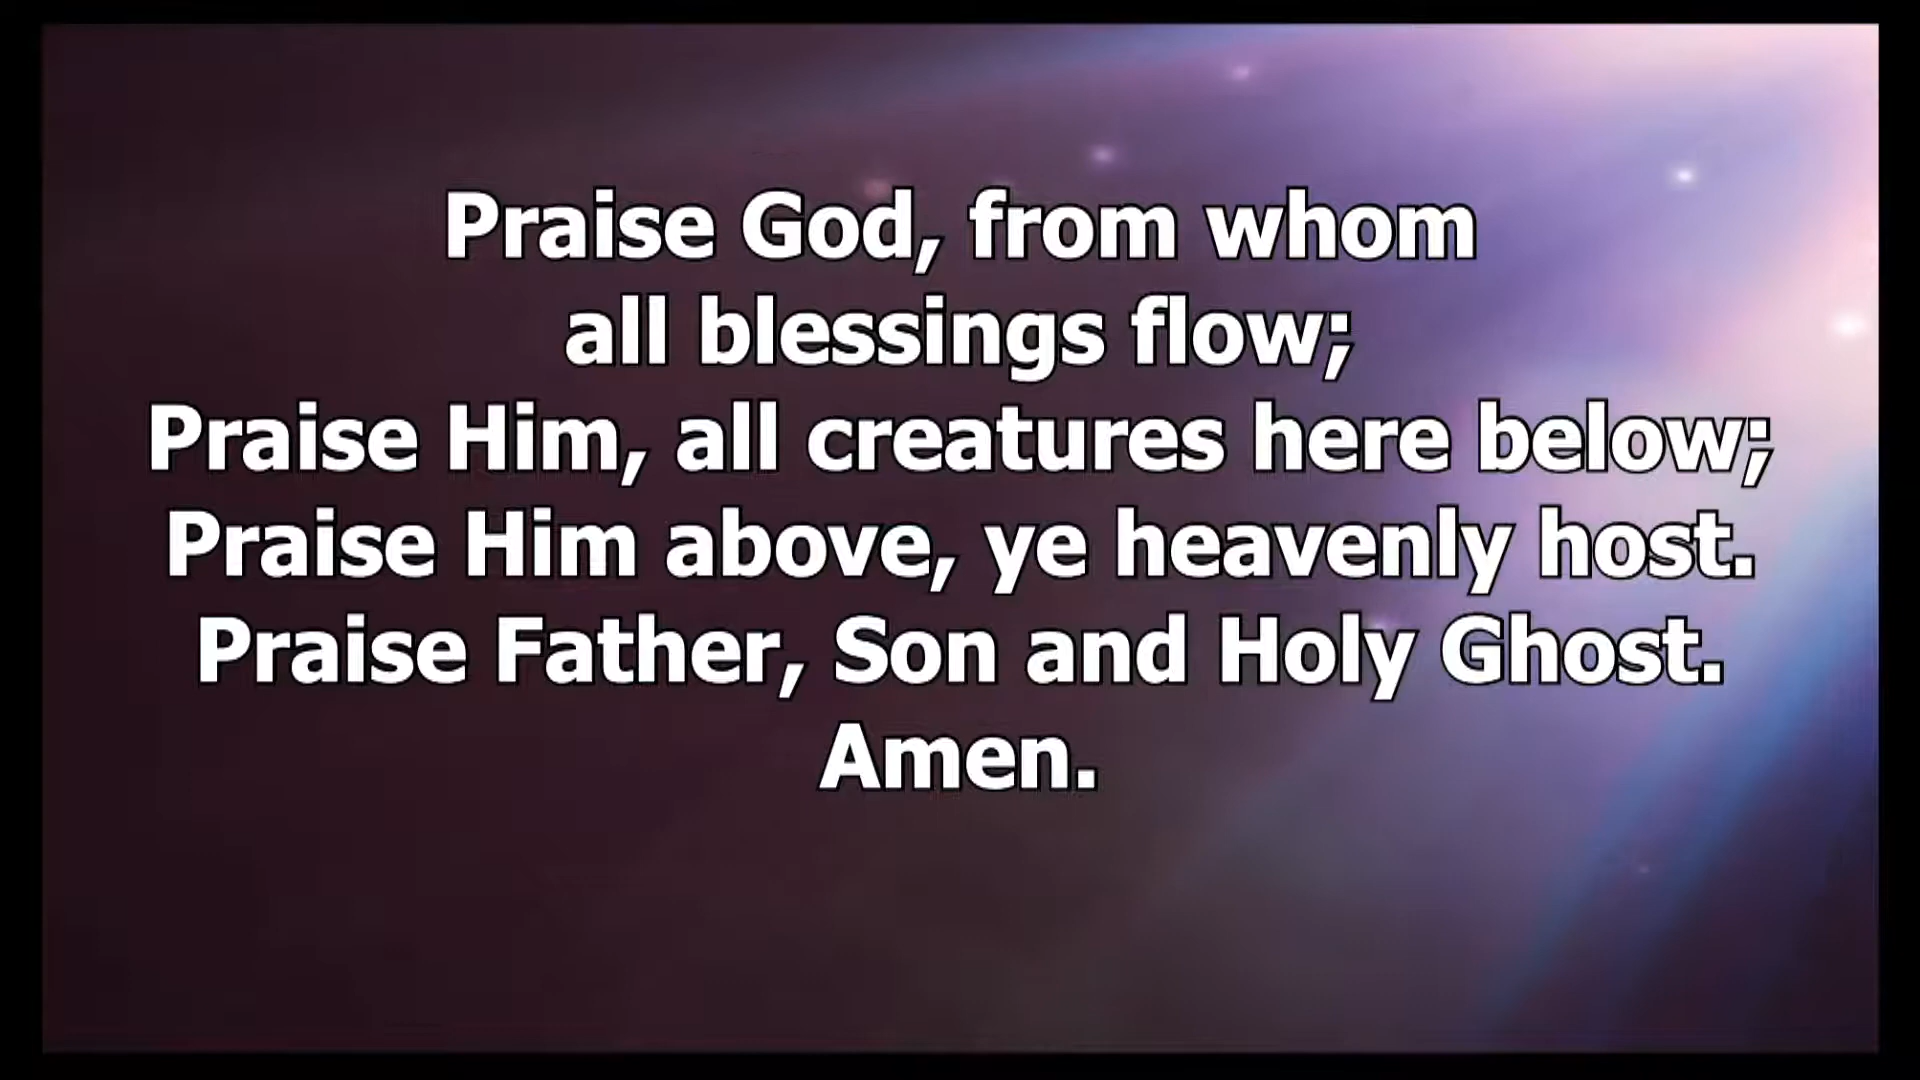 Praise God, from whom
all blessings flow;
Praise Him, all creatures here below;
Praise Him above, ye heavenly host.
Praise Father, Son and Holy Ghost.
Amen.